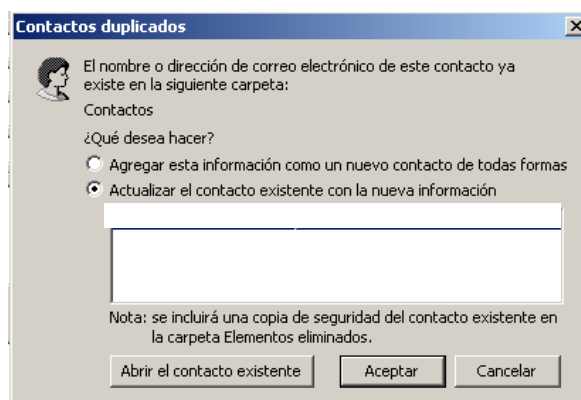 Contactos duplicados
El nombre o dirección de correo electrónico de este contacto ya
existe en la siguiente carpeta:
Contactos
¿Qué desea hacer?
Agregar esta información como un nuevo contacto de todas formas
Actualizar el contacto existente con la nueva información
Nota: se incluirá una copia de seguridad del contacto existente en
la carpeta Elementos eliminados.
Abrir el contacto existente Aceptar Cancelar